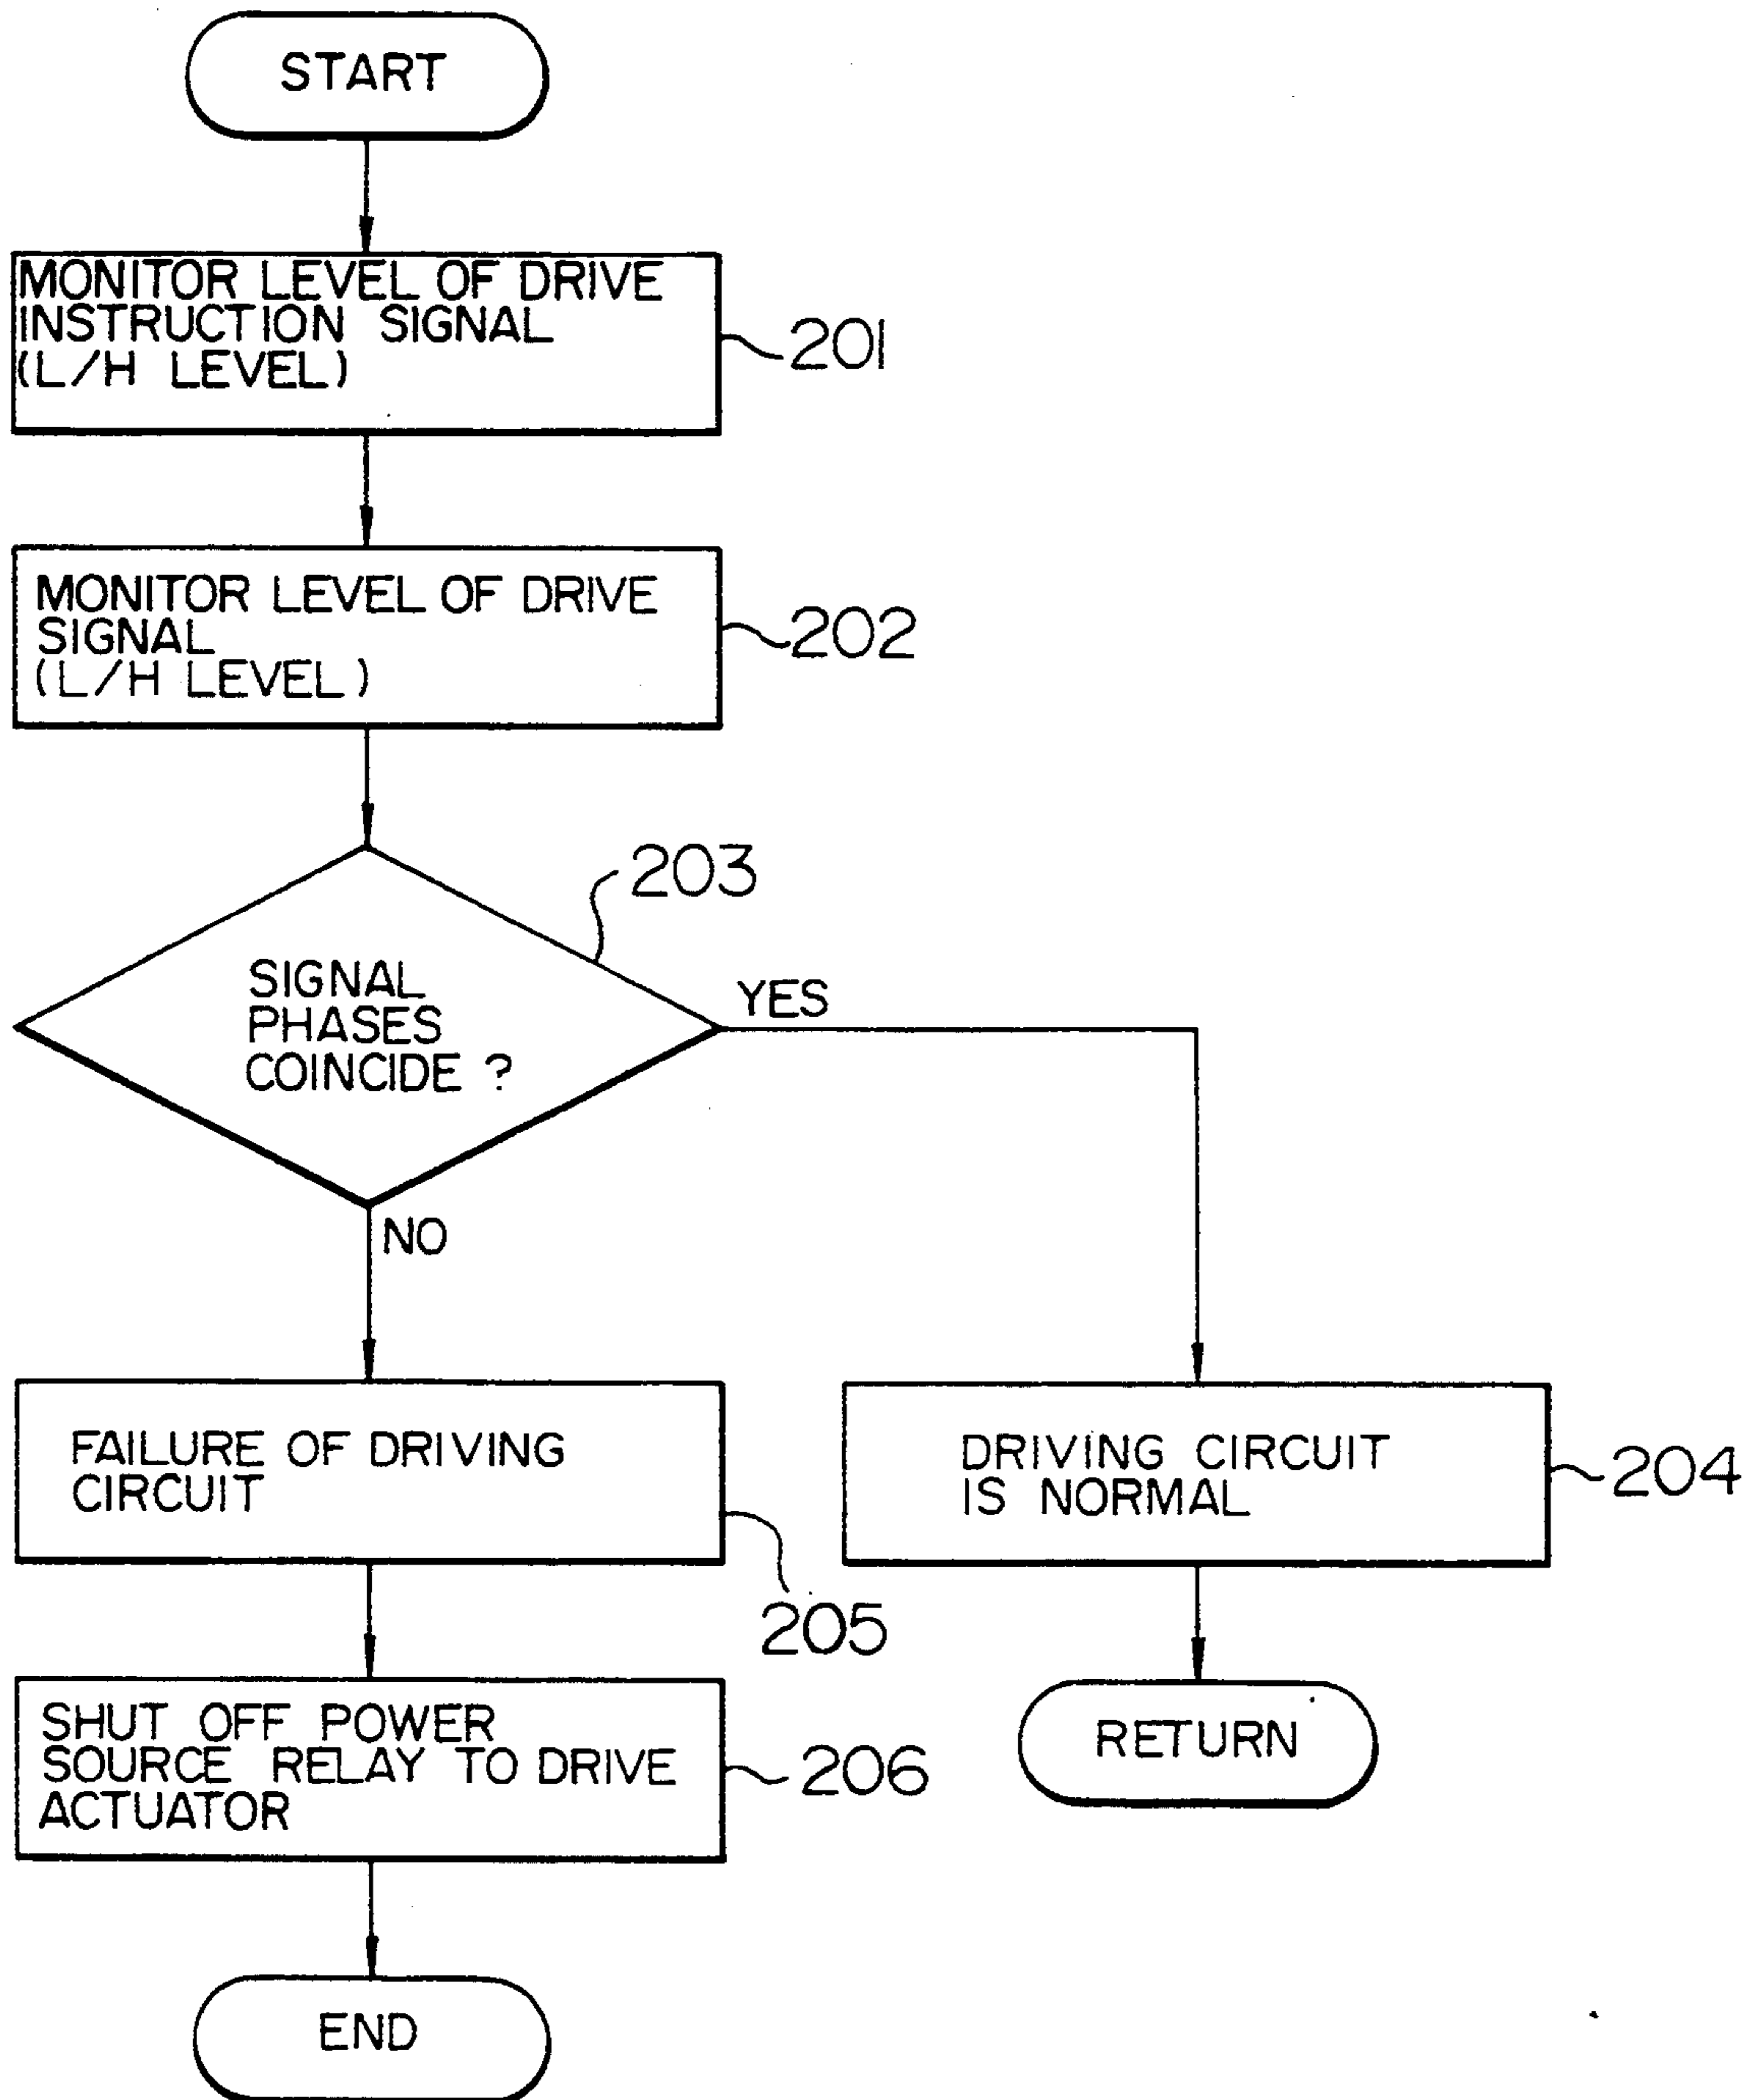 START
MONITOR LEVEL OF DRIVE
INSTRUCTION SIGNAL
(L/H LEVEL)
201
MONITOR LEVEL OF DRIVE
SIGNAL
(L/H LEVEL)
202
203
SIGNAL
PHASES
COINCIDE ?
YES
NO
FAILURE OF DRIVING
CIRCUIT
205
DRIVING CIRCUIT
IS NORMAL
204
SHUT OFF POWER
SOURCE RELAY TO DRIVE
ACTUATOR
206
RETURN
END